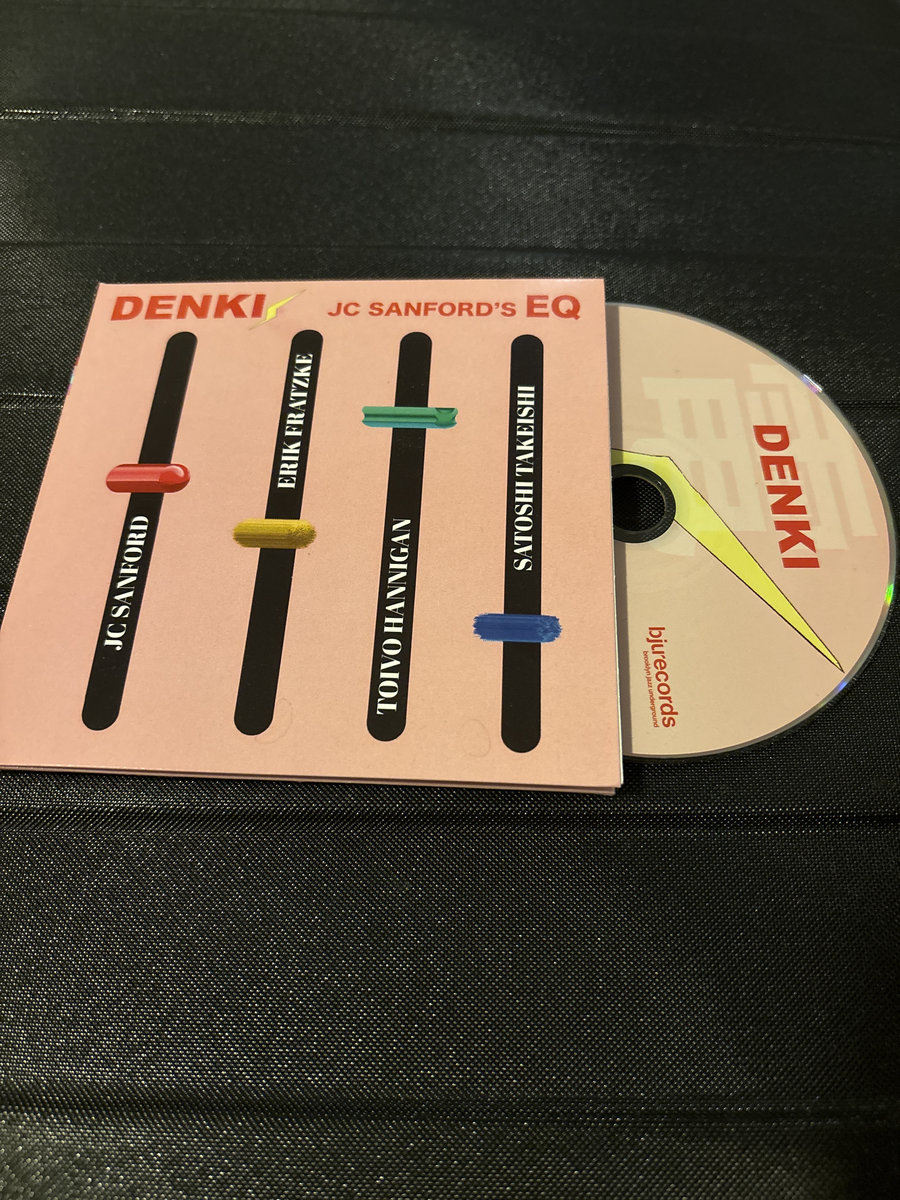 DENKI
JC SANFORD'S EQ
JC SANFORD
ERIK FRATZKE
TOIVO HANNIGAN
SATOSHI TAKEISHI
DENKI
bjurecords
brooklyn jazz underground